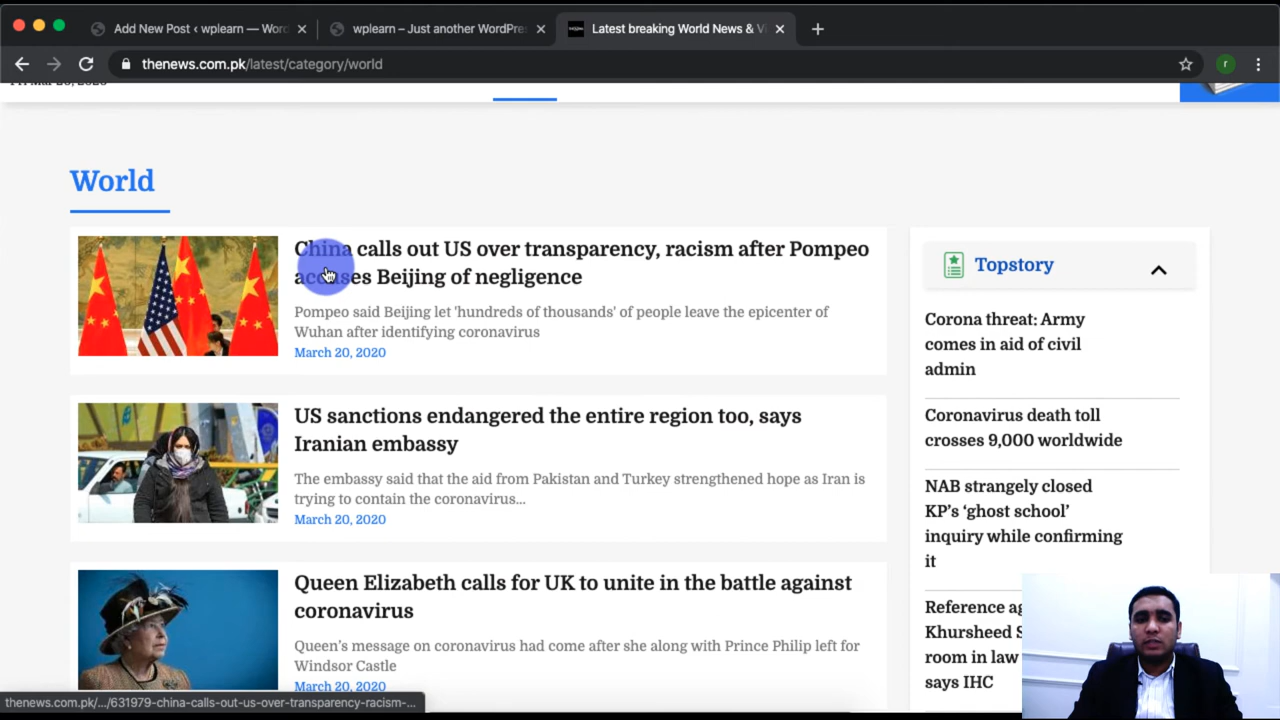 Add New Post ‹ wplearn — Wor
wplearn – Just another WordPre
Latest breaking World News & V
thenews.com.pk/latest/category/world
r
Fri Mar 20, 2020
World
China calls out US over transparency, racism after Pompeo
accuses Beijing of negligence
Pompeo said Beijing let 'hundreds of thousands' of people leave the epicenter of
Wuhan after identifying coronavirus
March 20, 2020
US sanctions endangered the entire region too, says
Iranian embassy
The embassy said that the aid from Pakistan and Turkey strengthened hope as Iran is
trying to contain the coronavirus...
March 20, 2020
Queen Elizabeth calls for UK to unite in the battle against
coronavirus
Queen's message on coronavirus had come after she along with Prince Philip left for
Windsor Castle
March 20, 2020
Topstory
Corona threat: Army
comes in aid of civil
admin
Coronavirus death toll
crosses 9,000 worldwide
NAB strangely closed
KP's ‘ghost school’
inquiry while confirming
it
Reference ag
Khursheed S
room in law
says IHC
thenews.com.pk/.../631979-china-calls-out-us-over-transparency-racism-...